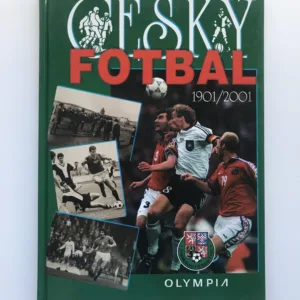 ČESKÝ
FOTBAL
1901/2001
OLYMPIA